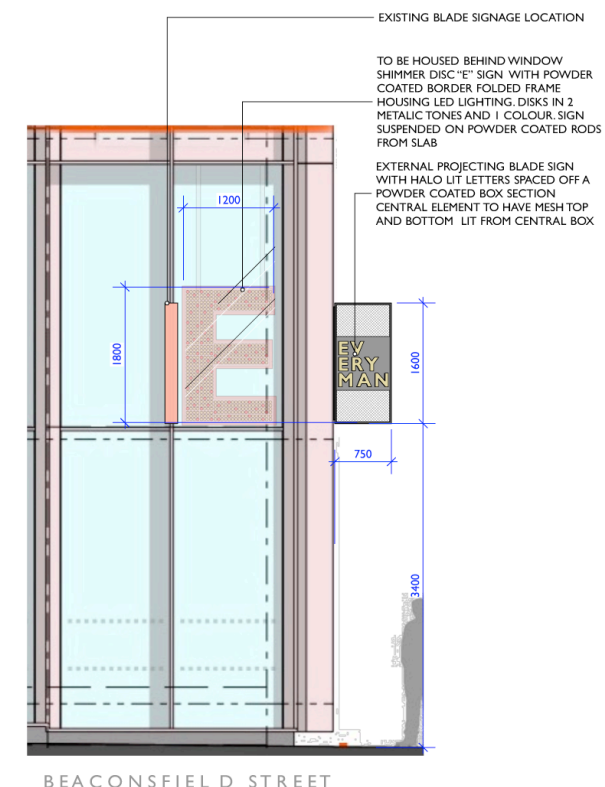 EXISTING BLADE SIGNAGE LOCATION
TO BE HOUSED BEHIND WINDOW
SHIMMER DISC "E" SIGN WITH POWDER
COATED BORDER FOLDED FRAME
HOUSING LED LIGHTING. DISKS IN 2
METALIC TONES AND 1 COLOUR. SIGN
SUSPENDED ON POWDER COATED RODS
FROM SLAB
EXTERNAL PROJECTING BLADE SIGN
WITH HALO LIT LETTERS SPACED OFF A
POWDER COATED BOX SECTION
CENTRAL ELEMENT TO HAVE MESH TOP
AND BOTTOM LIT FROM CENTRAL BOX
1200
1800
E
EV
ERY
MAN
1600
750
3400
BEACONSFIELD STREET